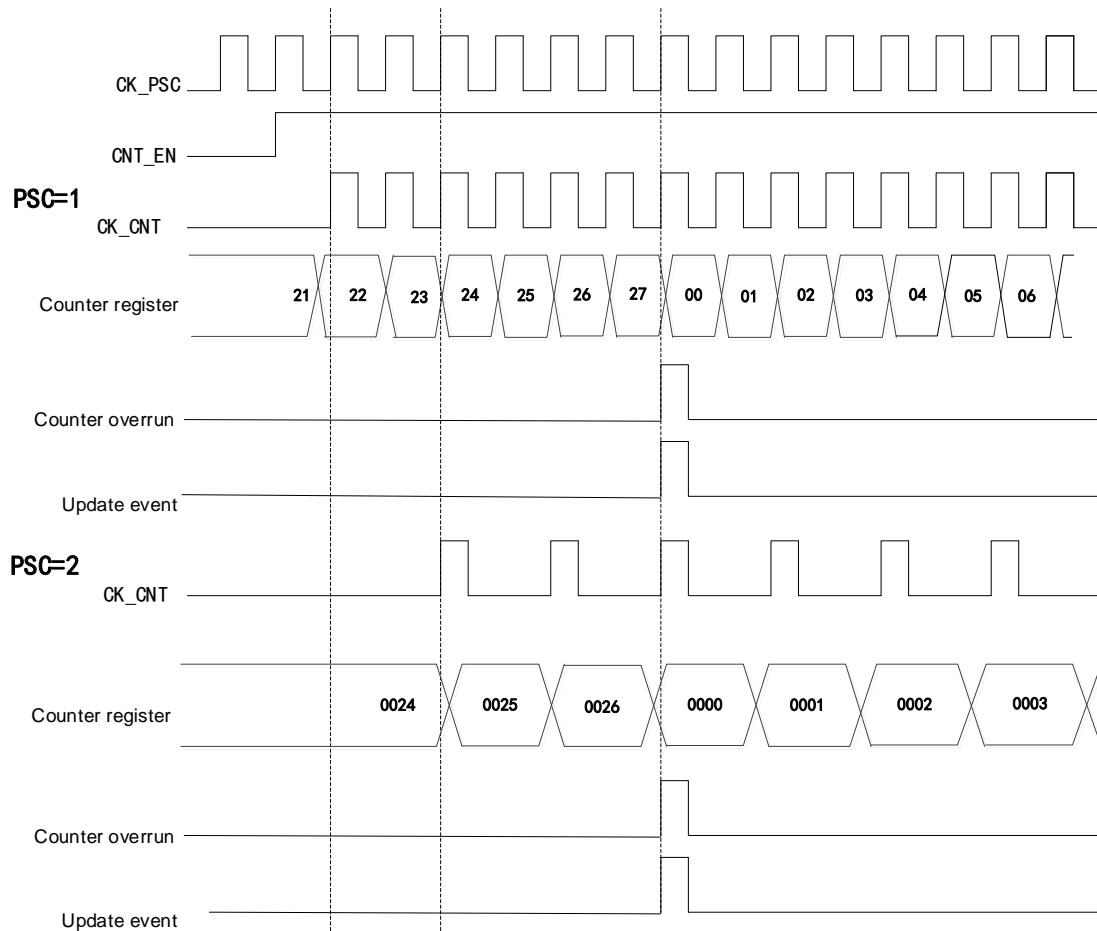 CK_PSC
CNT_EN
PSC=1
CK_CNT
Counter register 21 22 23 24 25 26 27 00 01 02 03 04 05 06
Counter overrun
Update event
PSC=2
CK_CNT
Counter register 0024 0025 0026 0000 0001 0002 0003
Counter overrun
Update event